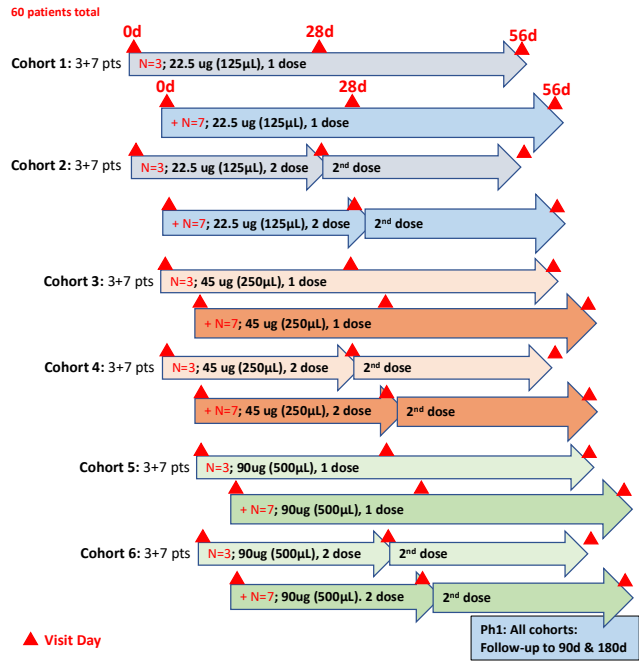 60 patients total
0d 28d 56d
Cohort 1: 3+7 pts N=3; 22.5 ug (125µL), 1 dose
0d 28d 56d
+ N=7; 22.5 ug (125µL), 1 dose
Cohort 2: 3+7 pts N=3; 22.5 ug (125µL), 2 dose 2nd dose
+ N=7; 22.5 ug (125µL), 2 dose 2nd dose
Cohort 3: 3+7 pts N=3; 45 ug (250µL), 1 dose
+ N=7; 45 ug (250µL), 1 dose
Cohort 4: 3+7 pts N=3; 45 ug (250µL), 2 dose 2nd dose
+ N=7; 45 ug (250µL), 2 dose 2nd dose
Cohort 5: 3+7 pts N=3; 90ug (500µL), 1 dose
+ N=7; 90ug (500µL), 1 dose
Cohort 6: 3+7 pts N=3; 90ug (500µL), 2 dose 2nd dose
+ N=7; 90ug (500µL). 2 dose 2nd dose
Visit Day
Ph1: All cohorts:
Follow-up to 90d & 180d